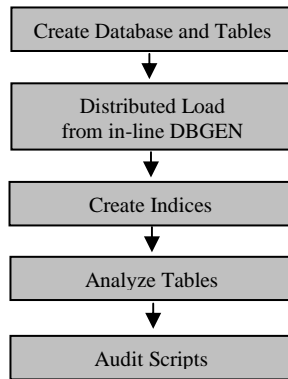 Create Database and Tables
Distributed Load
from in-line DBGEN
Create Indices
Analyze Tables
Audit Scripts